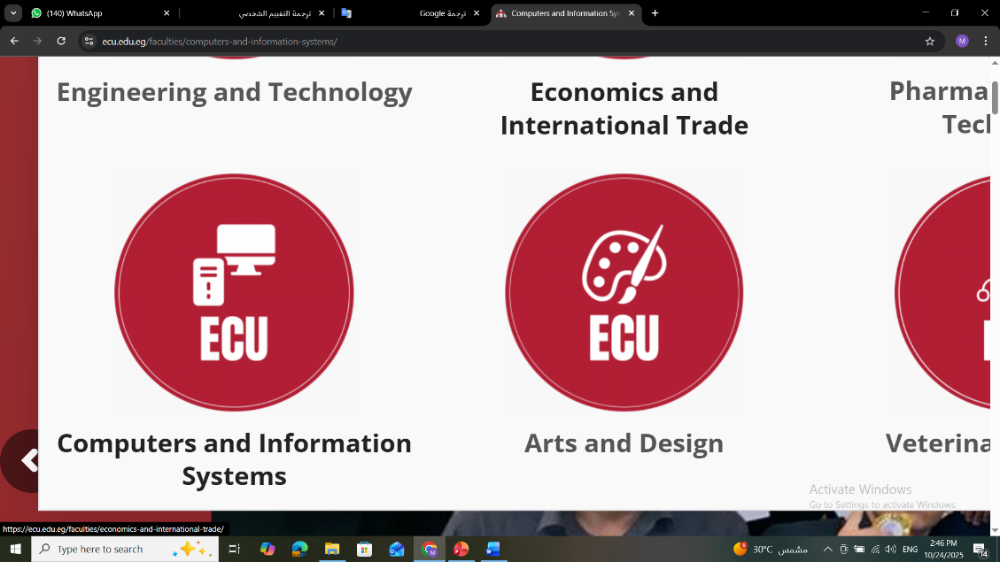 (140) WhatsApp
ترجمة التقييم الشخصي
ترجمة Google
Computers and Information Sy
ecu.edu.eg/faculties/computers-and-information-systems/
M
Engineering and Technology
Economics and
International Trade
ECU
ECU
Computers and Information
Systems
Arts and Design
Activate Windows
Go to Settings to activate Windows.
https://ecu.edu.eg/faculties/economics-and-international-trade/
Type here to search
30°C مشمس
ENG
2:46 PM
10/24/2025
14